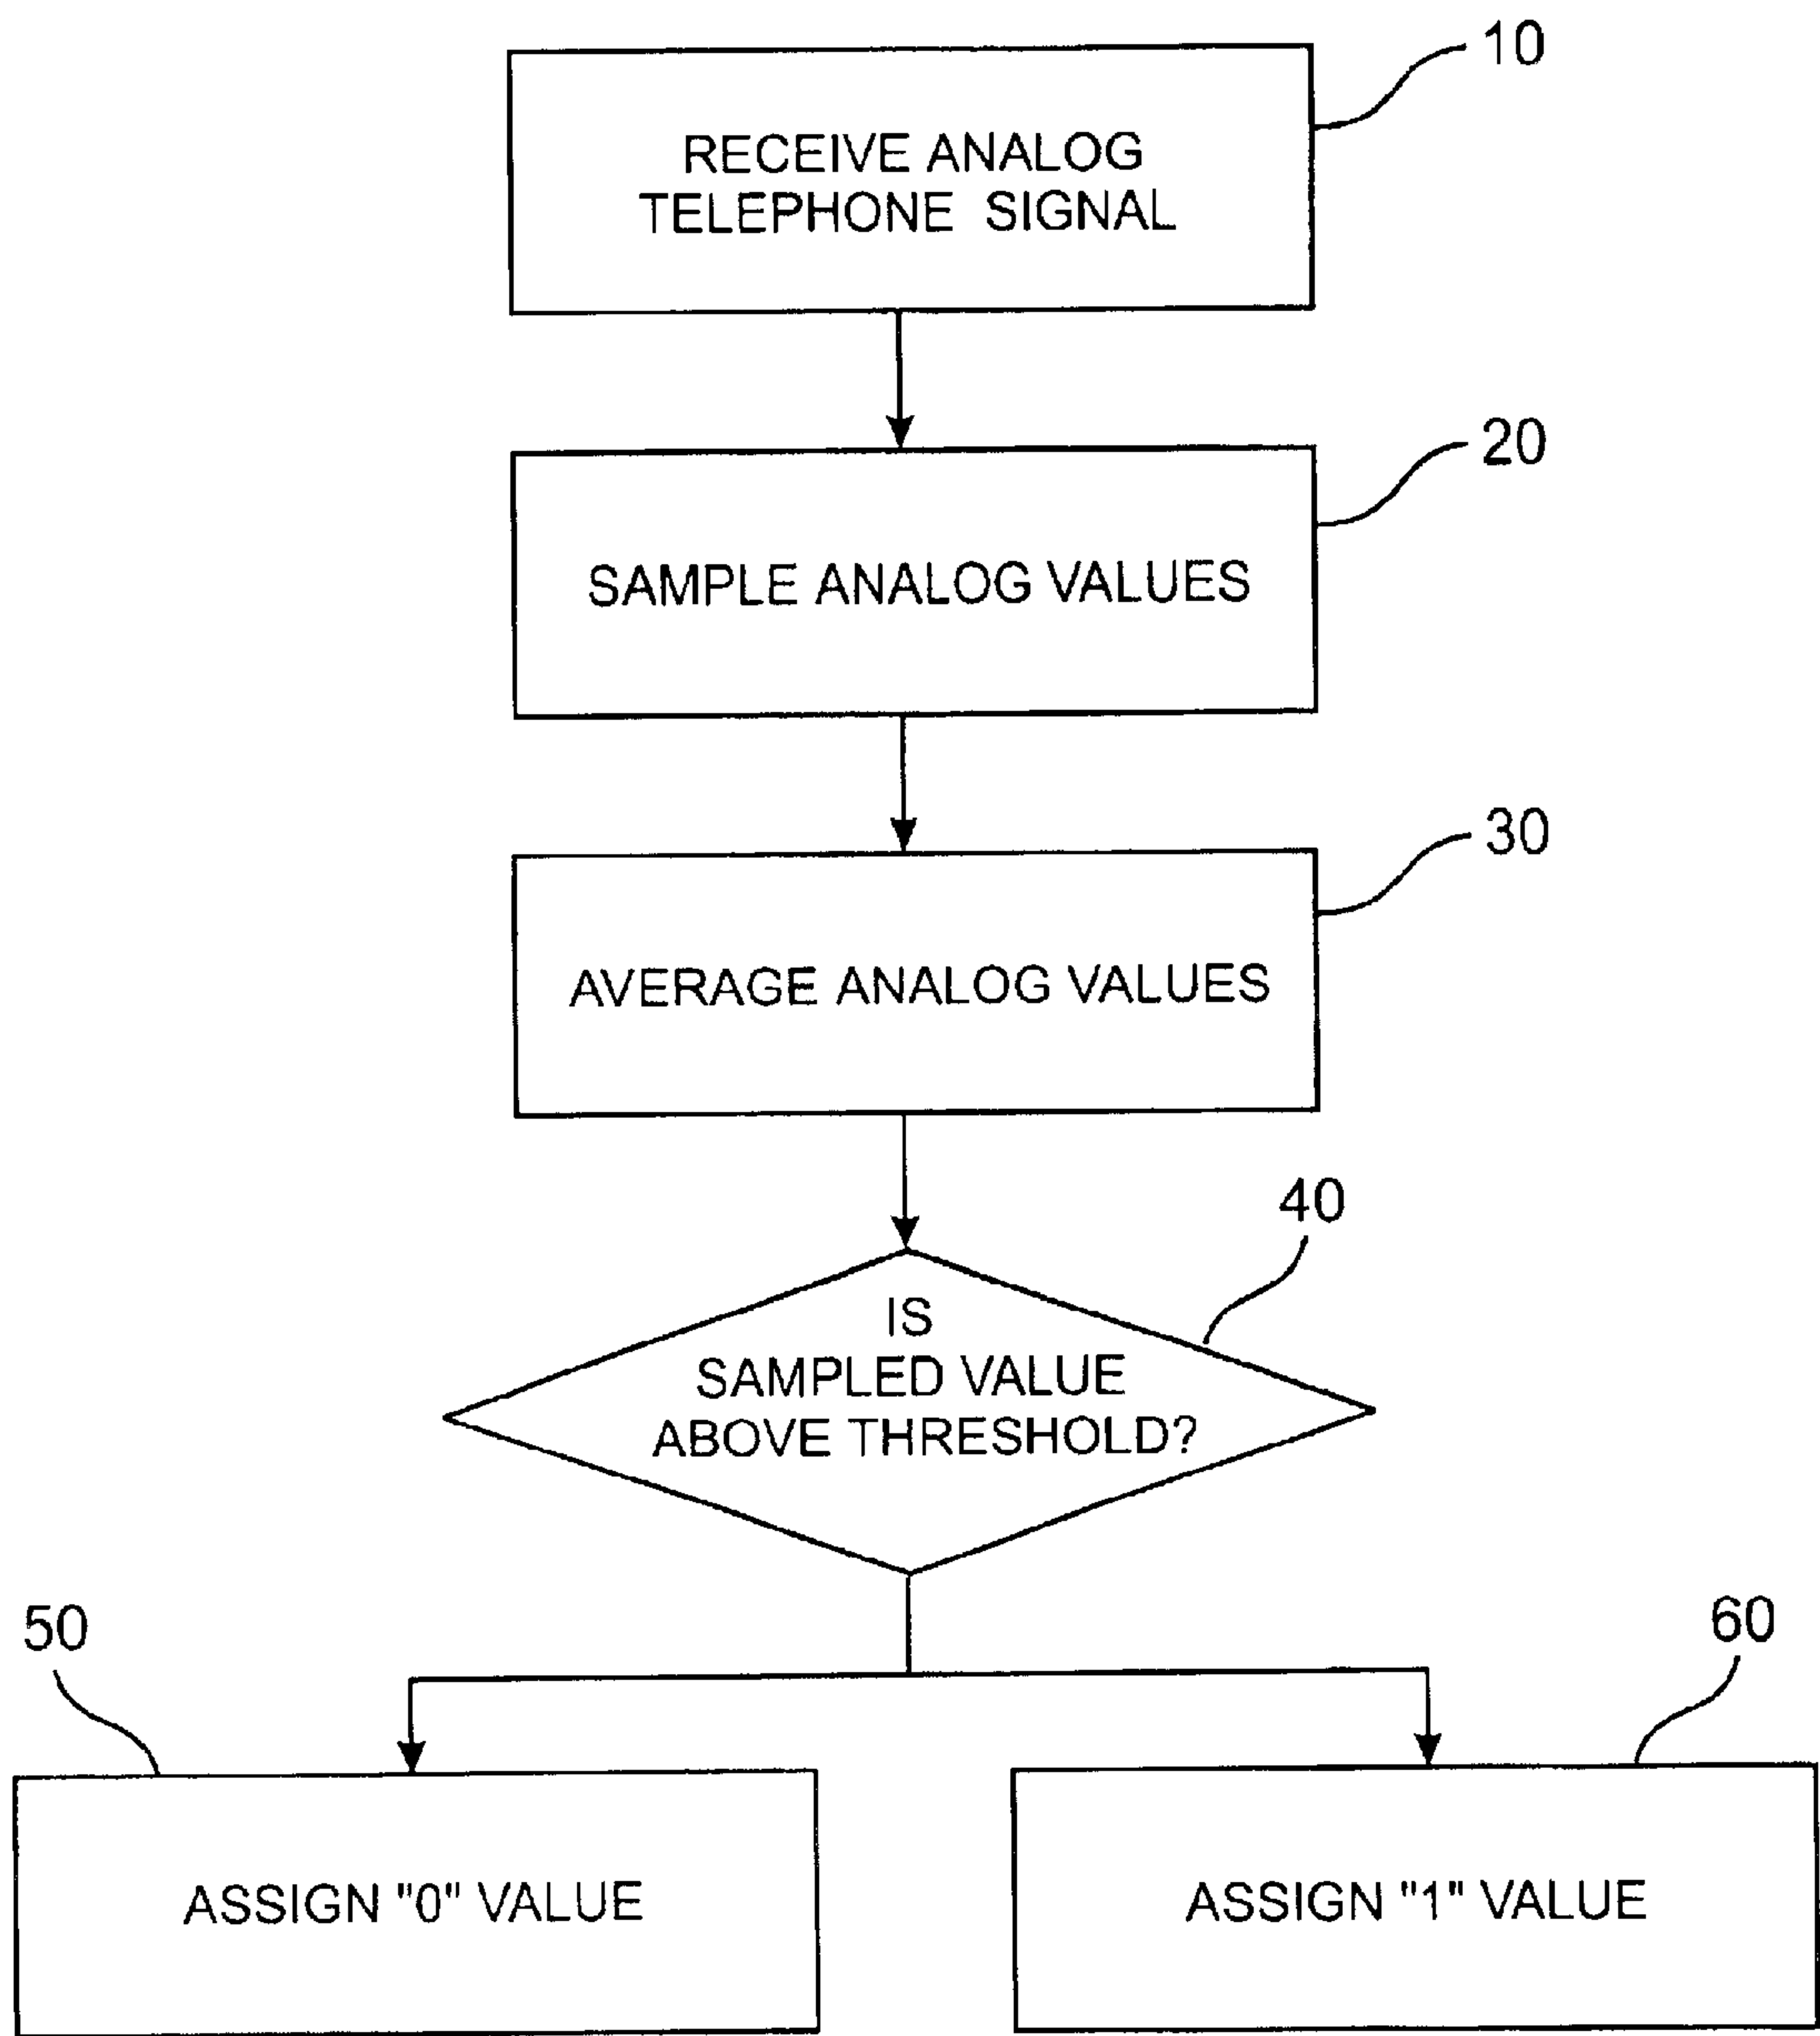 10
RECEIVE ANALOG
TELEPHONE SIGNAL
20
SAMPLE ANALOG VALUES
30
AVERAGE ANALOG VALUES
40
IS
SAMPLED VALUE
ABOVE THRESHOLD?
50
60
ASSIGN "0" VALUE
ASSIGN "1" VALUE